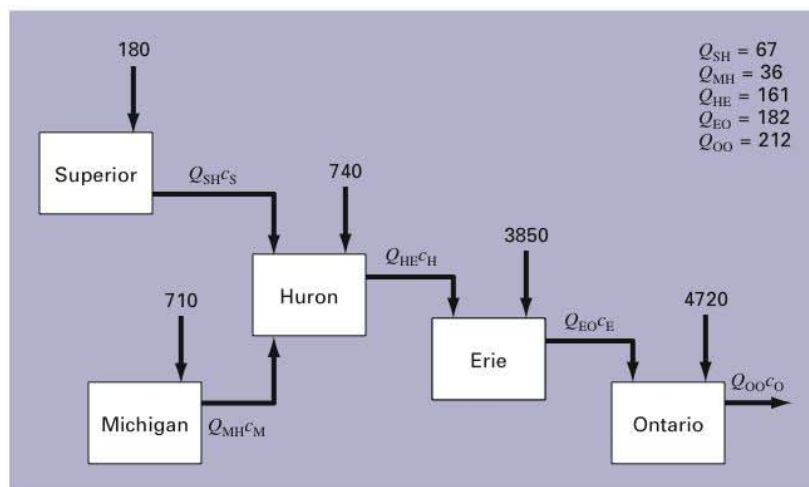 180
Q_SH = 67
Q_MH = 36
Q_HE = 161
Q_EO = 182
Q_OO = 212
Superior
Q_SHc_S
740
Q_HEc_H
3850
Huron
710
Q_EOc_E
4720
Erie
Michigan
Q_MHc_M
Q_OOc_O
Ontario